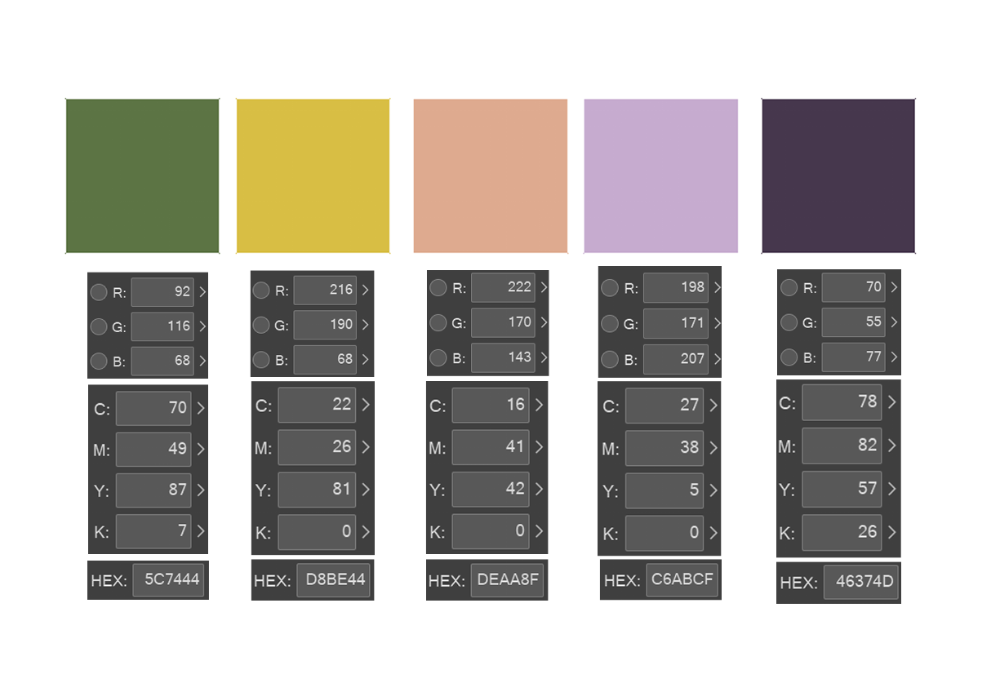 R: 92
G: 116
B: 68
C: 70
M: 49
Y: 87
K: 7
HEX: 5C7444
R: 216
G: 190
B: 68
C: 22
M: 26
Y: 81
K: 0
HEX: D8BE44
R: 222
G: 170
B: 143
C: 16
M: 41
Y: 42
K: 0
HEX: DEAA8F
R: 198
G: 171
B: 207
C: 27
M: 38
Y: 5
K: 0
HEX: C6ABCF
R: 70
G: 55
B: 77
C: 78
M: 82
Y: 57
K: 26
HEX: 46374D